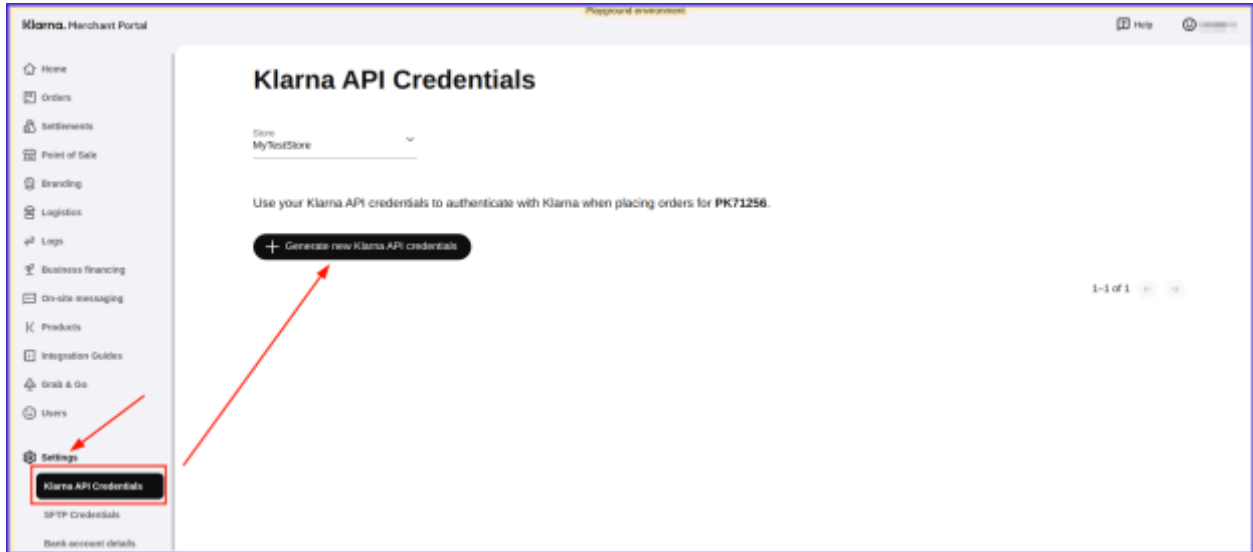 Playground environment
Klarna. Merchant Portal
Help
Home
Orders
Settlements
Point of Sale
Branding
Logistics
Logs
Business financing
On-site messaging
Products
Integration Guides
Grab & Go
Users
Settings
Klarna API Credentials
SFTP Credentials
Bank account details
Klarna API Credentials
Store
MyTestStore
Use your Klarna API credentials to authenticate with Klarna when placing orders for PK71256.
Generate new Klarna API credentials
1–1 of 1